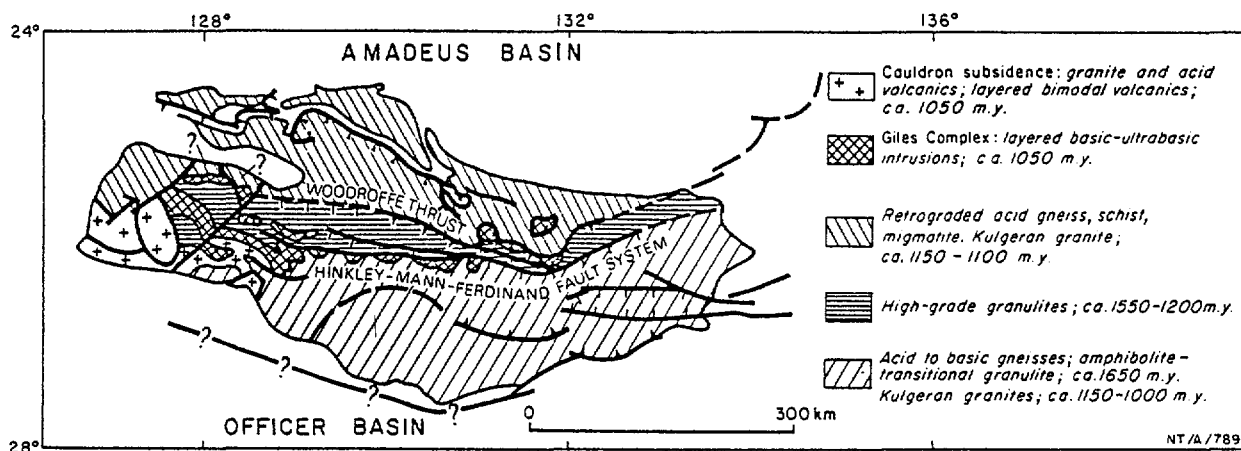 128°
132°
136°
24°
AMADEUS BASIN
?
?
WOODROFFE THRUST
HINKLEY-MANN-FERDINAND FAULT SYSTEM
?
?
?
?
OFFICER BASIN
0
300 km
28°
Cauldron subsidence: granite and acid
volcanics; layered bimodal volcanics;
ca. 1050 m.y.
Giles Complex: layered basic-ultrabasic
intrusions; ca. 1050 m.y.
Retrograded acid gneiss, schist,
migmatite. Kulgeran granite;
ca. 1150 - 1100 m.y.
High-grade granulites; ca. 1550-1200m.y.
Acid to basic gneisses; amphibolite-
transitional granulite; ca. 1650 m.y.
Kulgeran granites; ca. 1150-1000 m.y.
NT/A/789